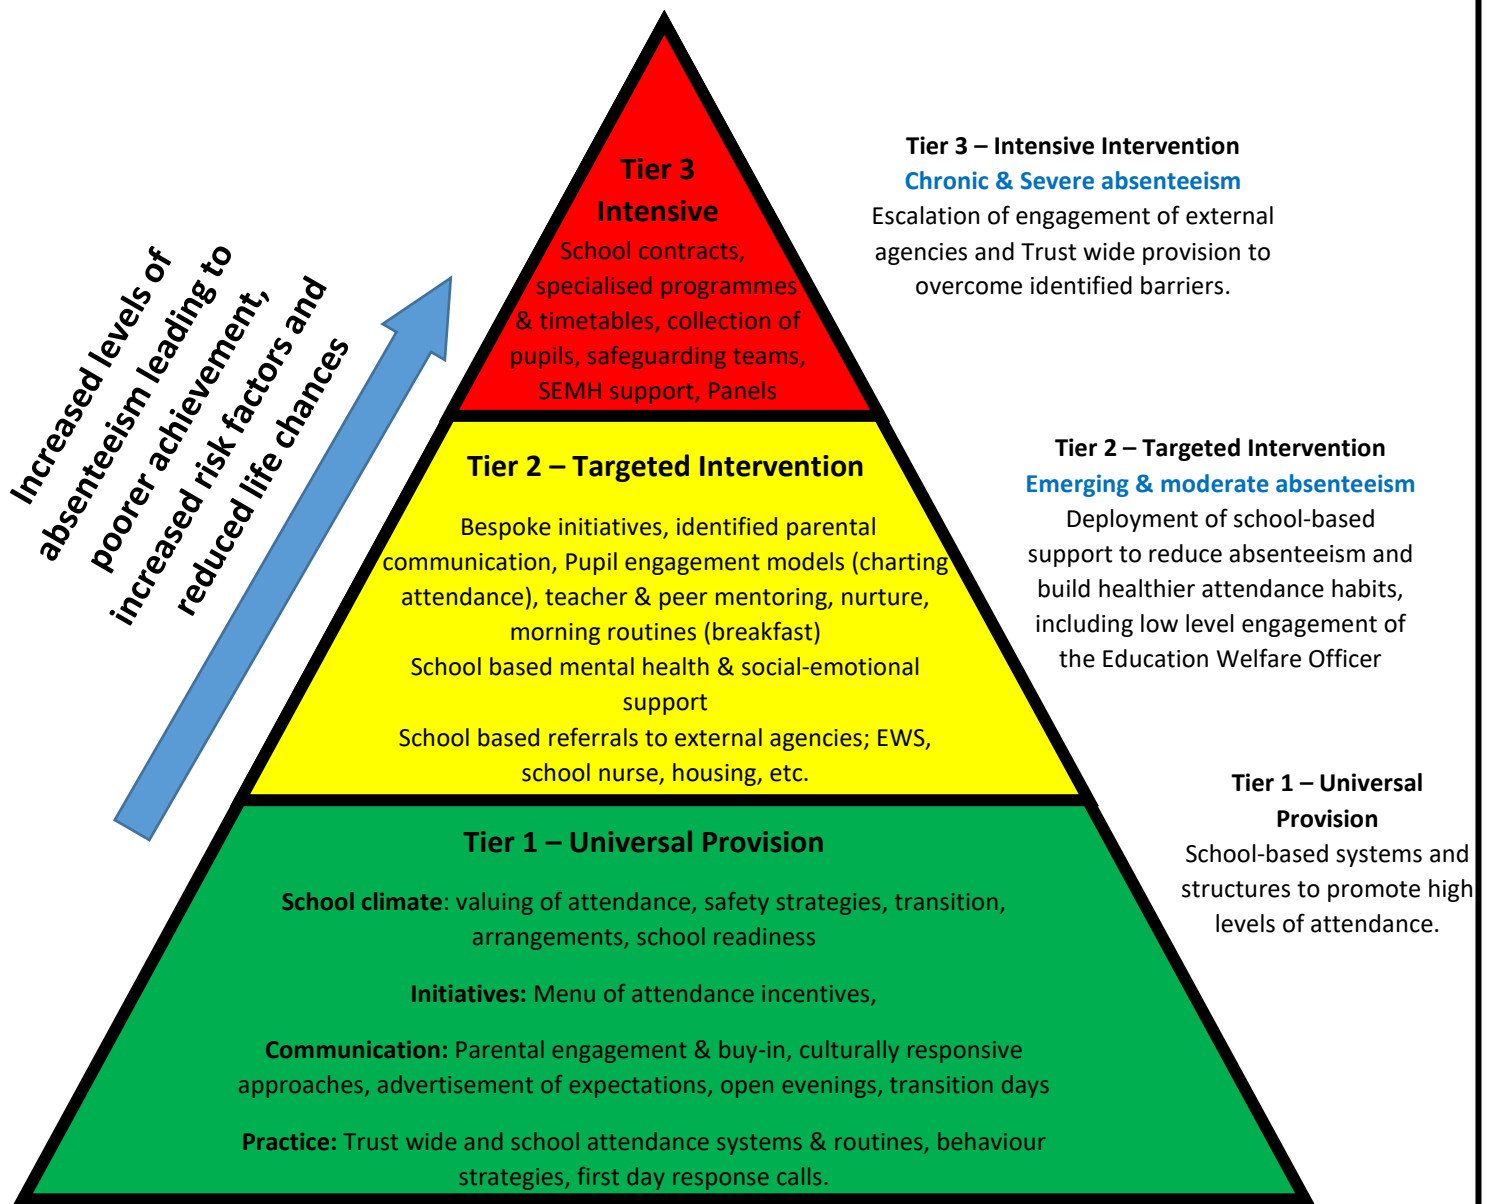 Increased levels of
absenteeism leading to
poorer achievement,
increased risk factors and
reduced life chances
Tier 3
Intensive
School contracts,
specialised programmes
& timetables, collection of
pupils, safeguarding teams,
SEMH support, Panels
Tier 3 – Intensive Intervention
Chronic & Severe absenteeism
Escalation of engagement of external
agencies and Trust wide provision to
overcome identified barriers.
Tier 2 – Targeted Intervention
Bespoke initiatives, identified parental
communication, Pupil engagement models (charting
attendance), teacher & peer mentoring, nurture,
morning routines (breakfast)
School based mental health & social-emotional
support
School based referrals to external agencies; EWS,
school nurse, housing, etc.
Tier 2 – Targeted Intervention
Emerging & moderate absenteeism
Deployment of school-based
support to reduce absenteeism and
build healthier attendance habits,
including low level engagement of
the Education Welfare Officer
Tier 1 – Universal Provision
School climate: valuing of attendance, safety strategies, transition,
arrangements, school readiness
Initiatives: Menu of attendance incentives,
Communication: Parental engagement & buy-in, culturally responsive
approaches, advertisement of expectations, open evenings, transition days
Practice: Trust wide and school attendance systems & routines, behaviour
strategies, first day response calls.
Tier 1 – Universal
Provision
School-based systems and
structures to promote high
levels of attendance.